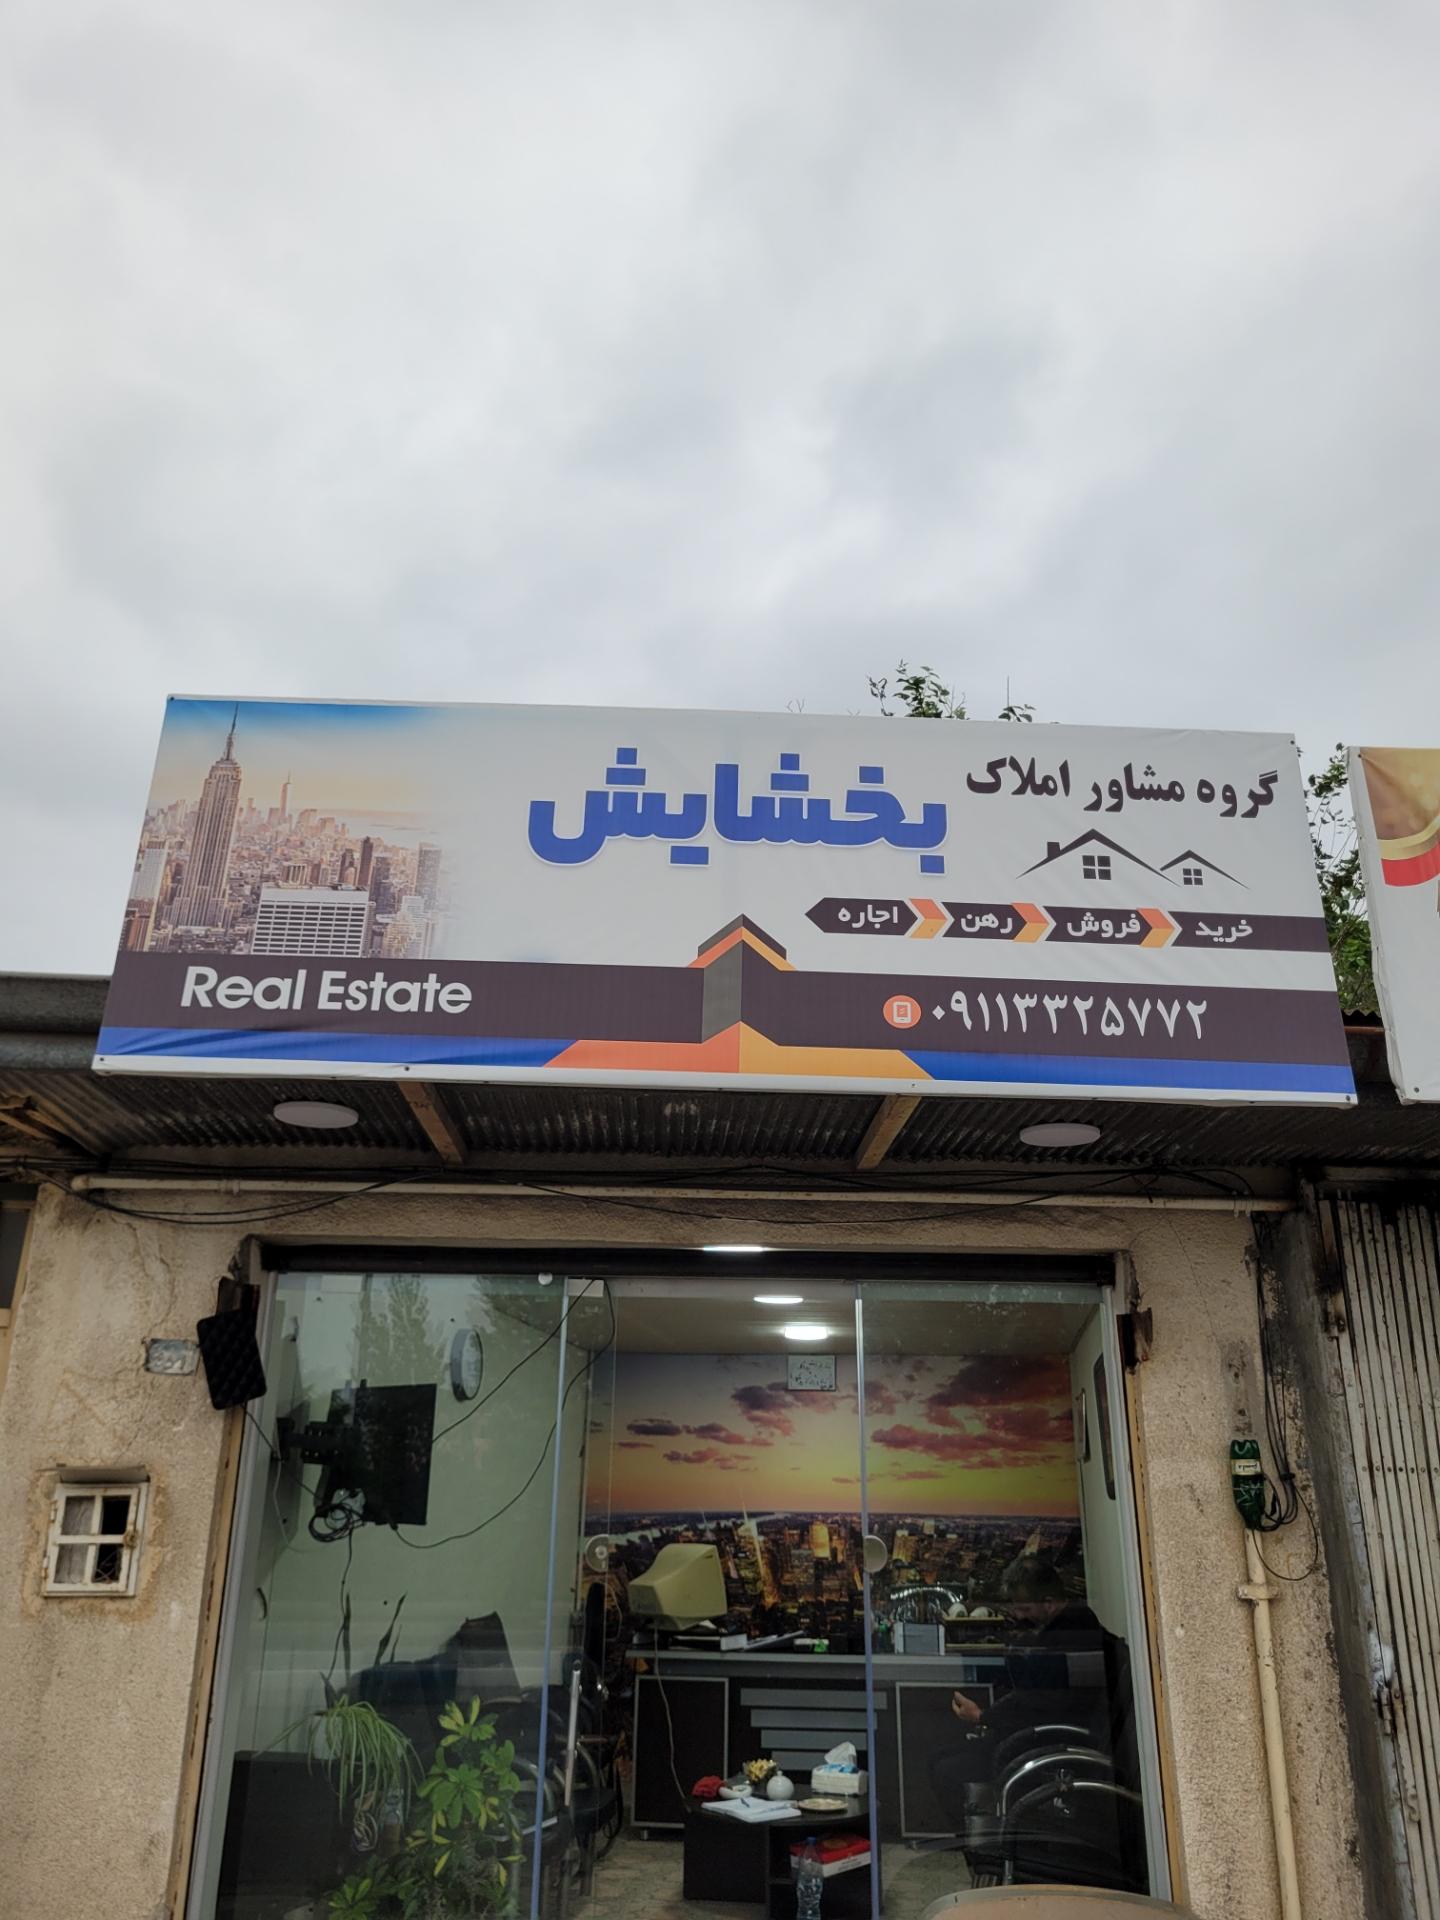 گروه مشاور املاک
بخشایش
خرید فروش رهن اجاره
Real Estate
۰۹۱۱۳۳۲۵۷۷۲